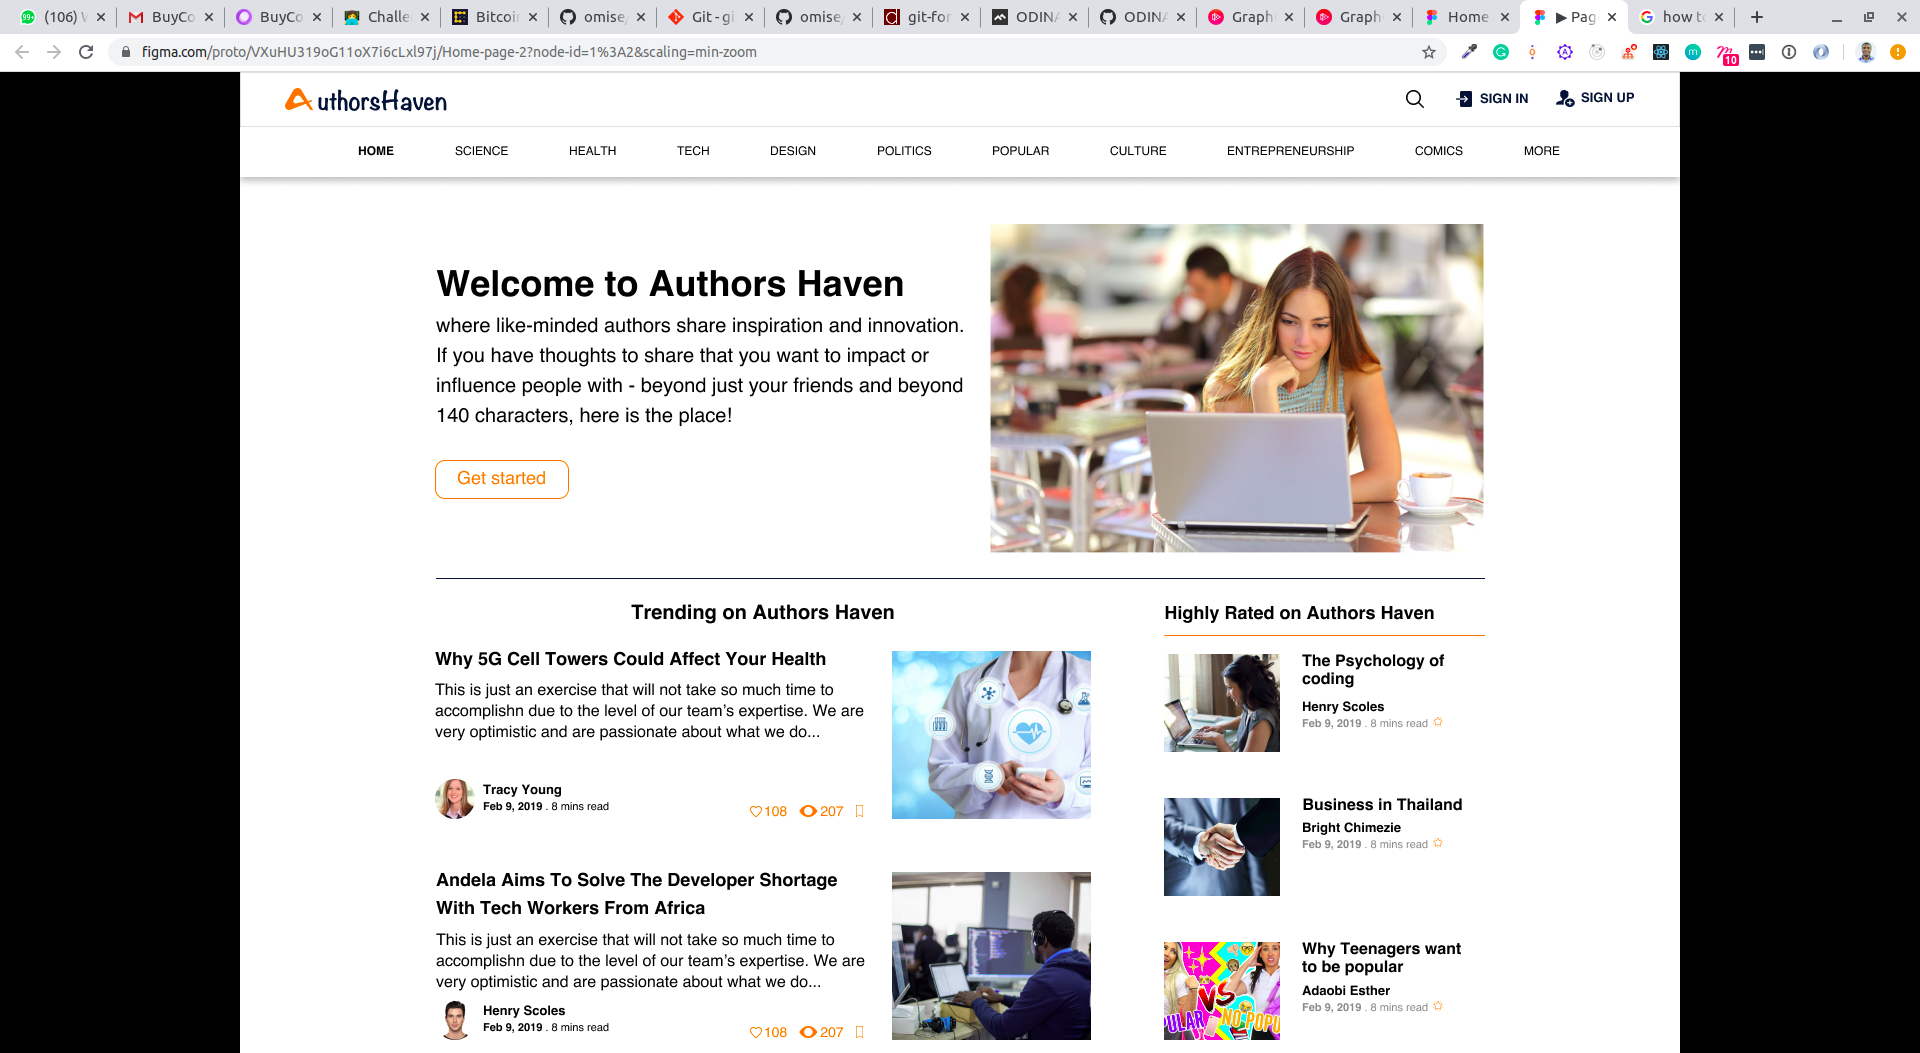 (106) W
BuyCo
BuyCo
Challe
Bitcoin
omise/
Git - gi
omise/
git-for
ODINA
ODINA
Graph
Graph
Home
▶ Pag
how to
figma.com/proto/VXuHU319oG11oX7i6cLxl97j/Home-page-2?node-id=1%3A2&scaling=min-zoom
10
uthorsHaven
SIGN IN
SIGN UP
HOME
SCIENCE
HEALTH
TECH
DESIGN
POLITICS
POPULAR
CULTURE
ENTREPRENEURSHIP
COMICS
MORE
Welcome to Authors Haven
where like-minded authors share inspiration and innovation.
If you have thoughts to share that you want to impact or
influence people with - beyond just your friends and beyond
140 characters, here is the place!
Get started
Trending on Authors Haven
Why 5G Cell Towers Could Affect Your Health
This is just an exercise that will not take so much time to
accomplishn due to the level of our team’s expertise. We are
very optimistic and are passionate about what we do...
Tracy Young
Feb 9, 2019 . 8 mins read
108
207
Andela Aims To Solve The Developer Shortage
With Tech Workers From Africa
This is just an exercise that will not take so much time to
accomplishn due to the level of our team’s expertise. We are
very optimistic and are passionate about what we do...
Henry Scoles
Feb 9, 2019 . 8 mins read
108
207
Highly Rated on Authors Haven
The Psychology of
coding
Henry Scoles
Feb 9, 2019 . 8 mins read
Business in Thailand
Bright Chimezie
Feb 9, 2019 . 8 mins read
Why Teenagers want
to be popular
Adaobi Esther
Feb 9, 2019 . 8 mins read
VS
PULAR
NO POPU